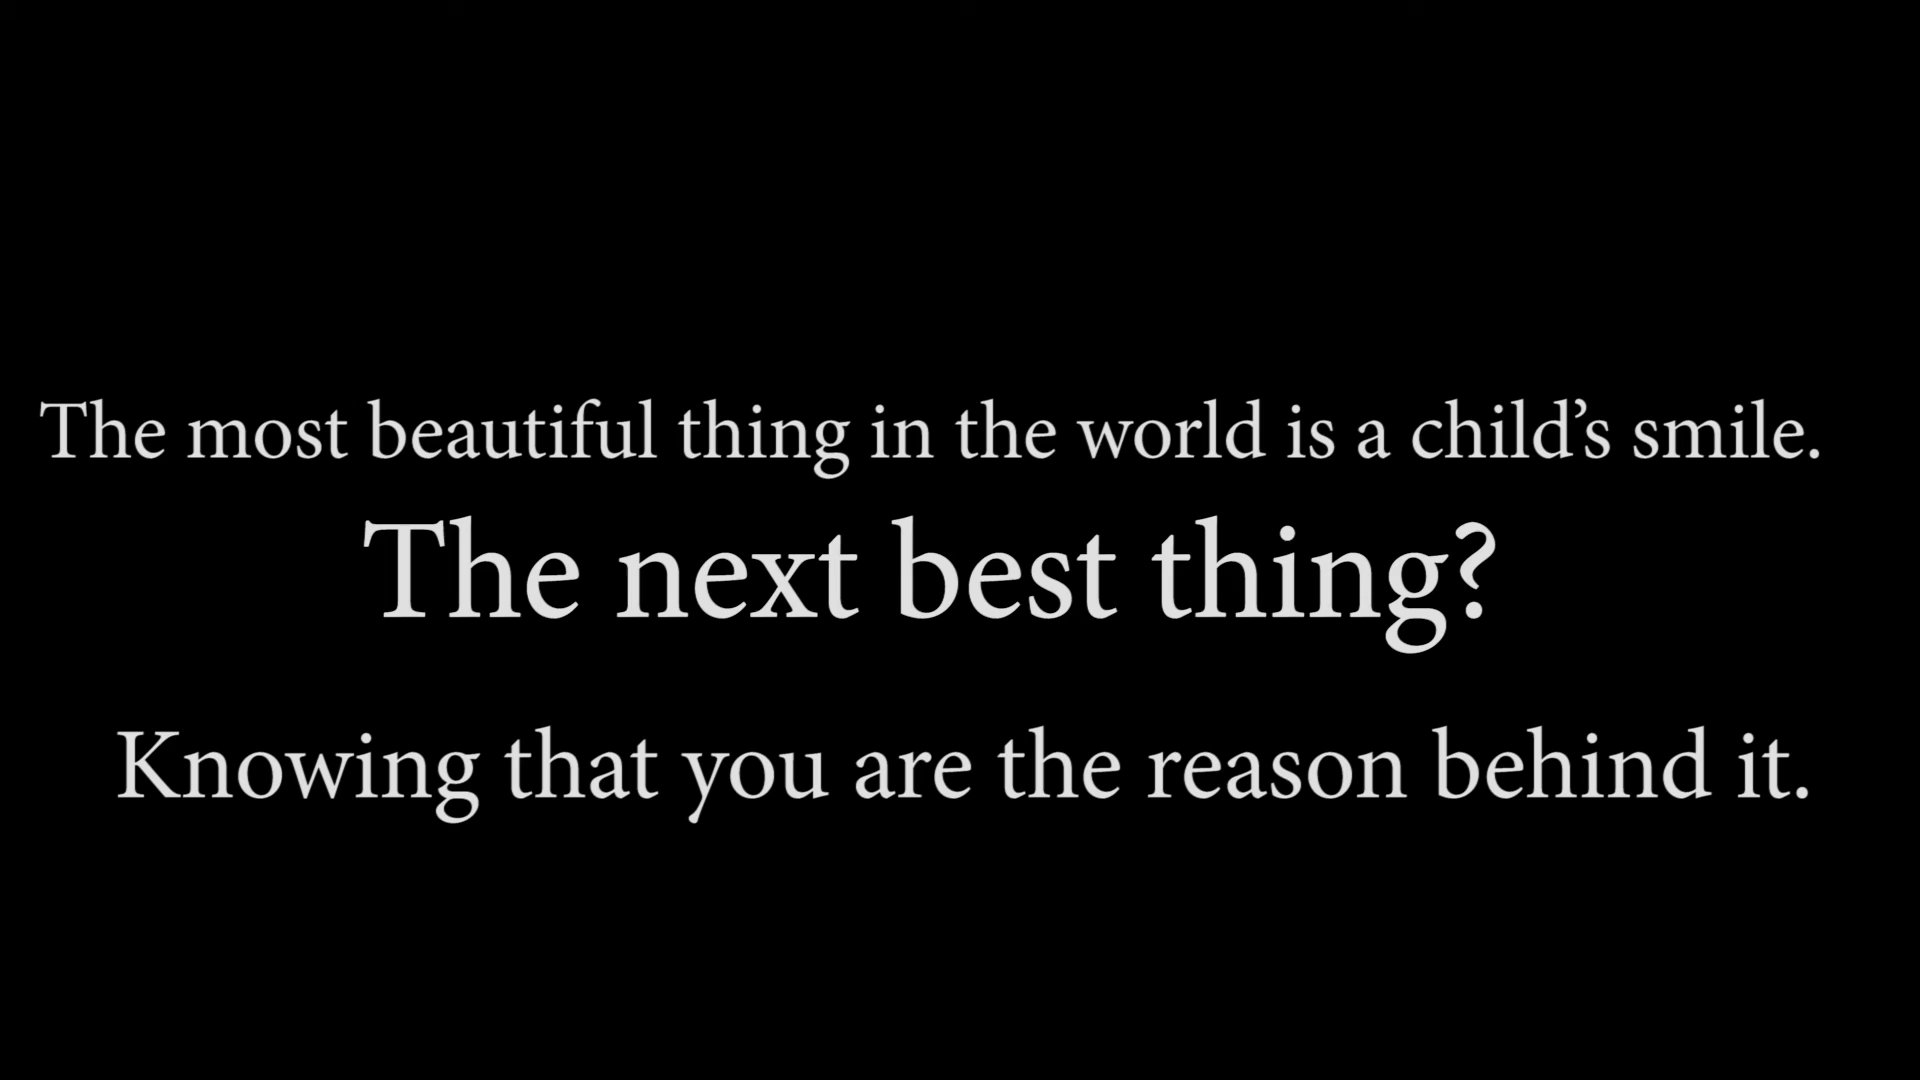 The most beautiful thing in the world is a child’s smile.
The next best thing?
Knowing that you are the reason behind it.